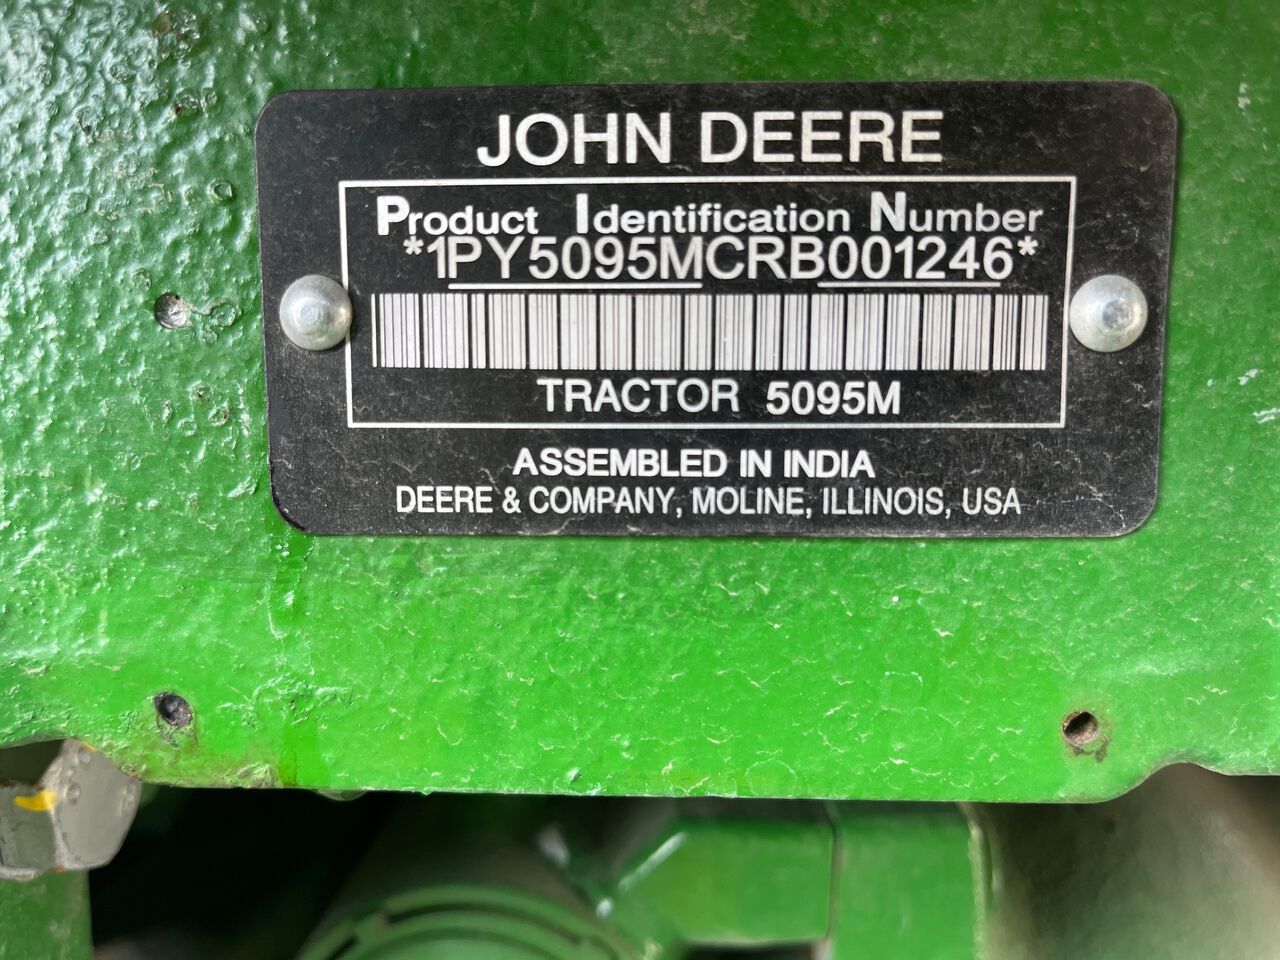 JOHN DEERE
Product Identification Number
*1PY5095MCRB001246*
TRACTOR 5095M
ASSEMBLED IN INDIA
DEERE & COMPANY, MOLINE, ILLINOIS, USA